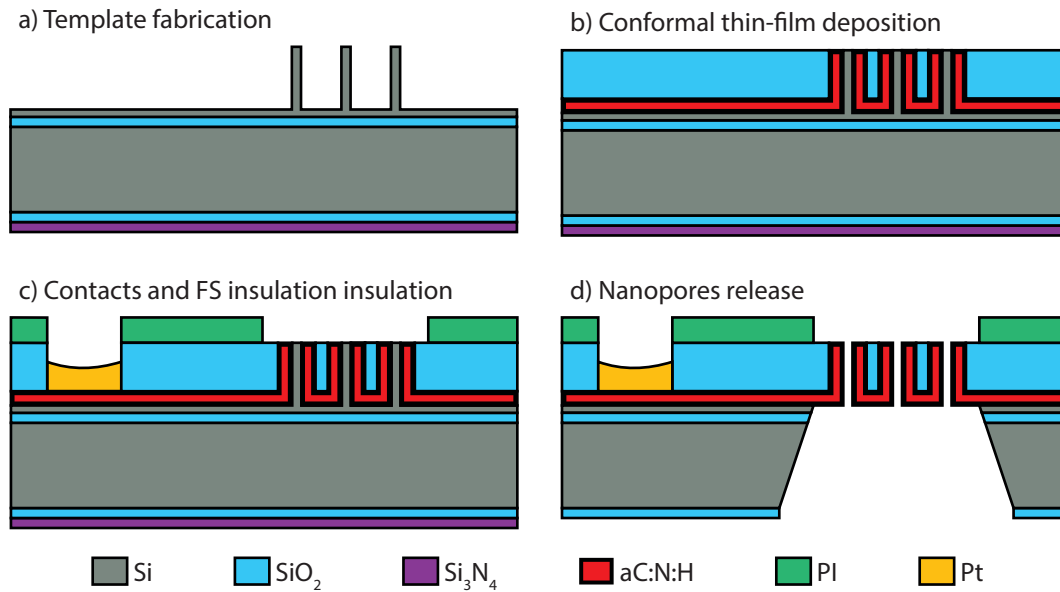 a) Template fabrication
b) Conformal thin-film deposition
c) Contacts and FS insulation insulation
d) Nanopores release
Si SiO₂ Si₃N₄ aC:N:H PI Pt